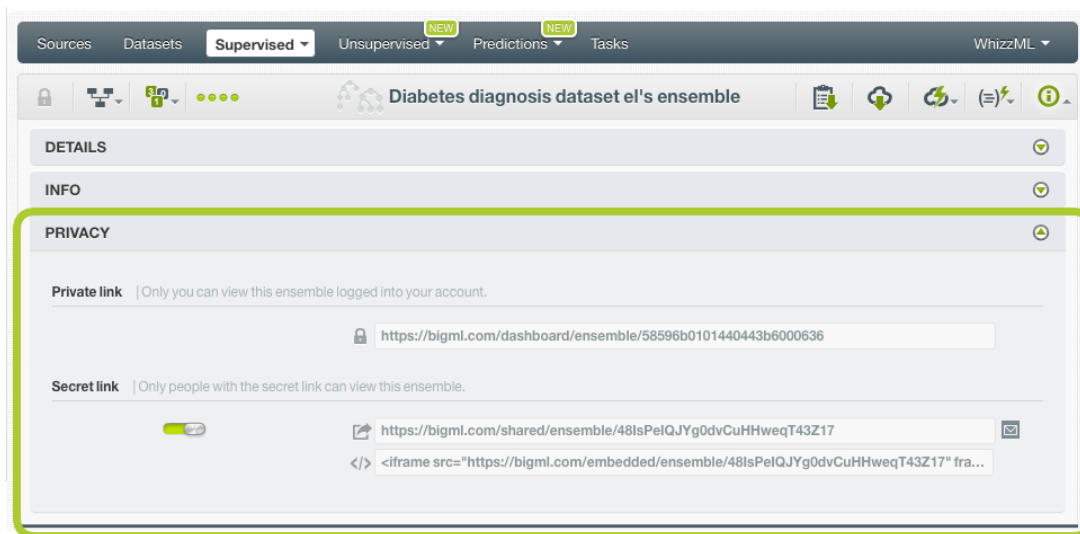 NEW NEW
Sources Datasets Supervised Unsupervised Predictions Tasks WhizzML
Diabetes diagnosis dataset el's ensemble
DETAILS
INFO
PRIVACY
Private link | Only you can view this ensemble logged into your account.
https://bigml.com/dashboard/ensemble/58596b0101440443b6000636
Secret link | Only people with the secret link can view this ensemble.
https://bigml.com/shared/ensemble/48IsPeIQJYg0dvCuHHweqT43Z17
</> <iframe src="https://bigml.com/embedded/ensemble/48IsPeIQJYg0dvCuHHweqT43Z17" fra...